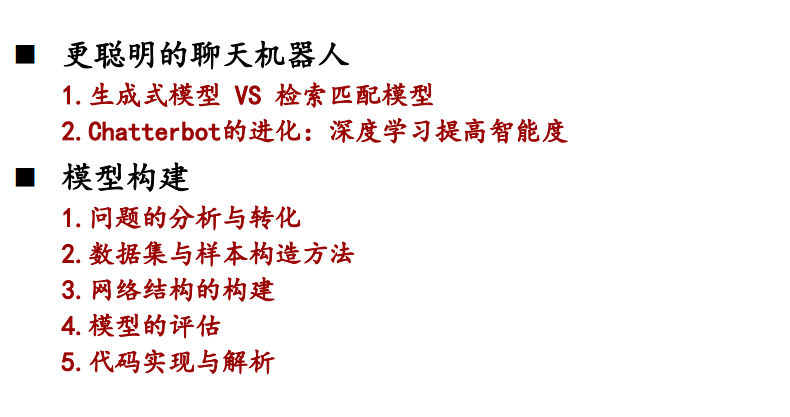 ■ 更聪明的聊天机器人
1.生成式模型 VS 检索匹配模型
2.Chatterbot的进化：深度学习提高智能度
■ 模型构建
1.问题的分析与转化
2.数据集与样本构造方法
3.网络结构的构建
4.模型的评估
5.代码实现与解析